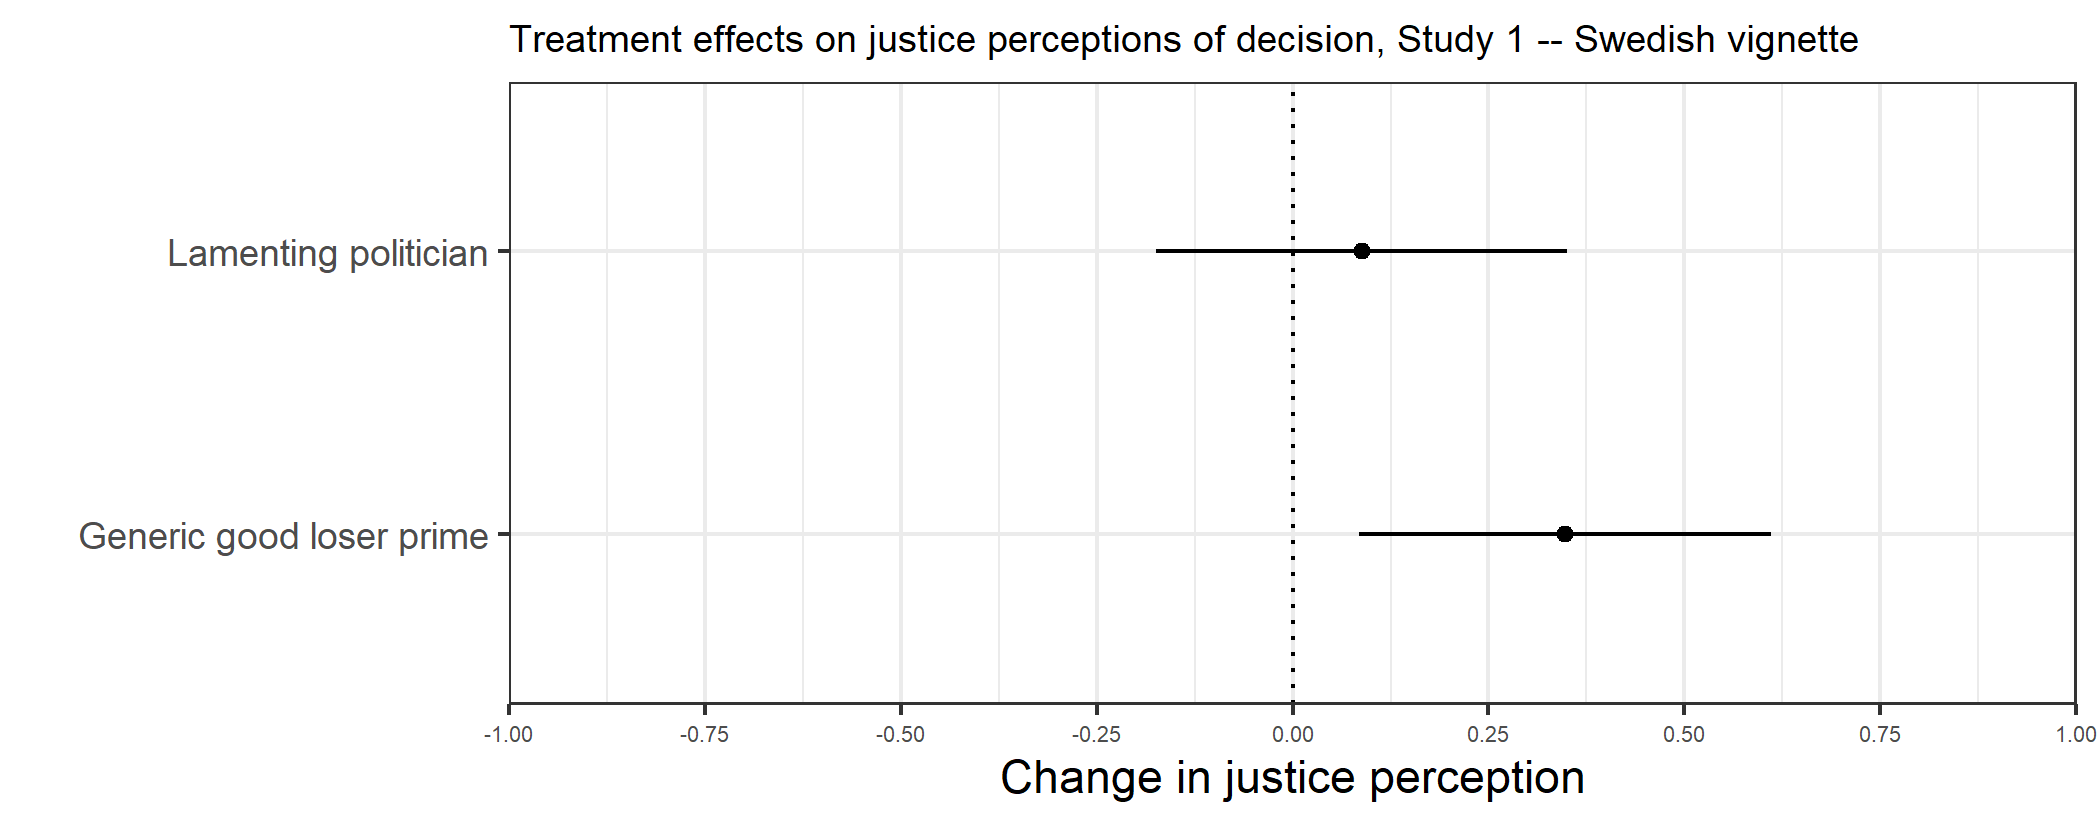 Treatment effects on justice perceptions of decision, Study 1 -- Swedish vignette
Lamenting politician
Generic good loser prime
-1.00 -0.75 -0.50 -0.25 0.00 0.25 0.50 0.75 1.00
Change in justice perception